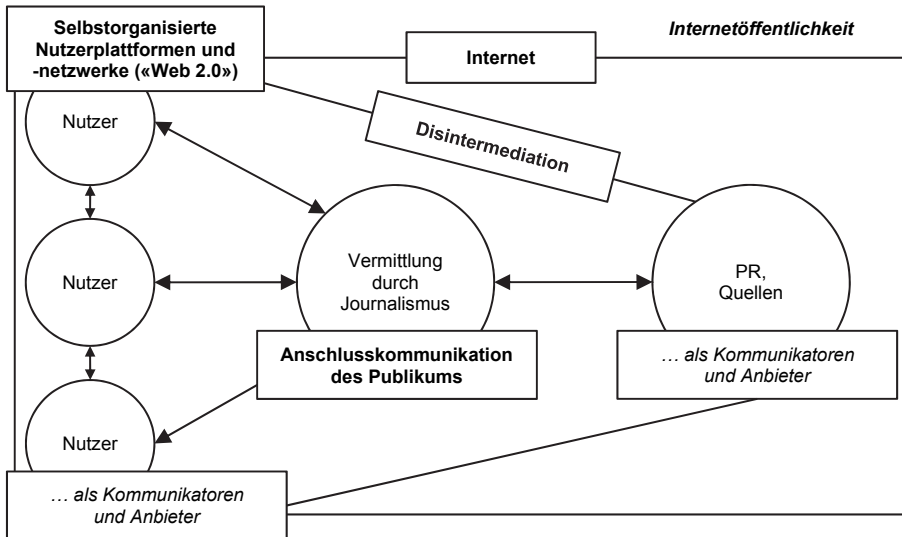 Selbstorganisierte
Nutzerplattformen und
-netzwerke («Web 2.0»)
Internet
Internetöffentlichkeit
Nutzer
Disintermediation
Nutzer
Vermittlung
durch
Journalismus
PR,
Quellen
Anschlusskommunikation
des Publikums
… als Kommunikatoren
und Anbieter
Nutzer
… als Kommunikatoren
und Anbieter